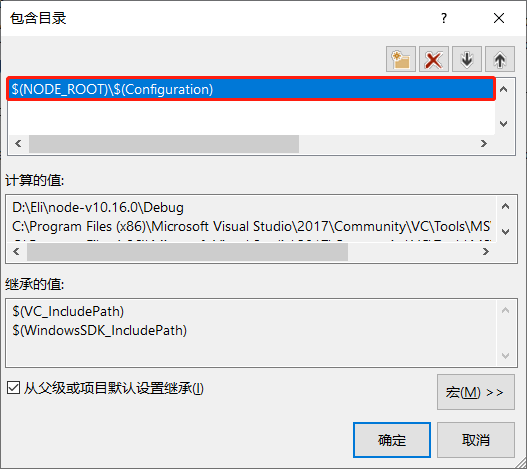 包含目录
$(NODE_ROOT)\$(Configuration)
计算的值:
D:\Eli\node-v10.16.0\Debug
C:\Program Files (x86)\Microsoft Visual Studio\2017\Community\VC\Tools\MS
继承的值:
$(VC_IncludePath)
$(WindowsSDK_IncludePath)
从父级或项目默认设置继承(I)
宏(M) >>
确定
取消